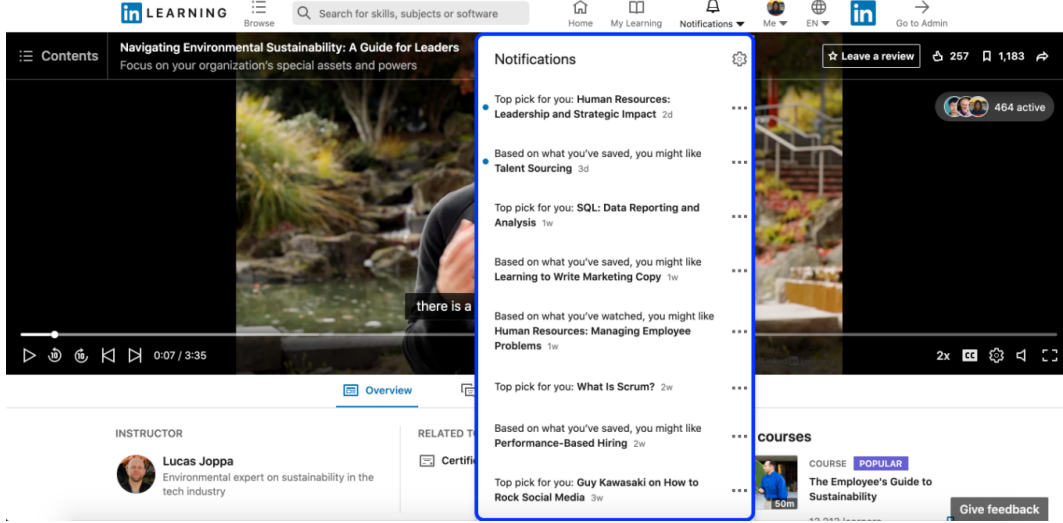 in LEARNING
Browse
Search for skills, subjects or software
Home
My Learning
Notifications
Me
EN
in
Go to Admin
Contents
Navigating Environmental Sustainability: A Guide for Leaders
Focus on your organization's special assets and powers
Leave a review
257
1,183
464 active
Notifications
Top pick for you: Human Resources:
Leadership and Strategic Impact 2d
Based on what you've saved, you might like
Talent Sourcing 3d
Top pick for you: SQL: Data Reporting and
Analysis 1w
Based on what you've saved, you might like
Learning to Write Marketing Copy 1w
Based on what you've watched, you might like
Human Resources: Managing Employee
Problems 1w
Top pick for you: What Is Scrum? 2w
Based on what you've saved, you might like
Performance-Based Hiring 2w
Top pick for you: Guy Kawasaki on How to
Rock Social Media 3w
there is a
10
10
0:07 / 3:35
2x
CC
Overview
INSTRUCTOR
Lucas Joppa
Environmental expert on sustainability in the
tech industry
RELATED T
Certifi
courses
50m
COURSE POPULAR
The Employee's Guide to
Sustainability
Give feedback